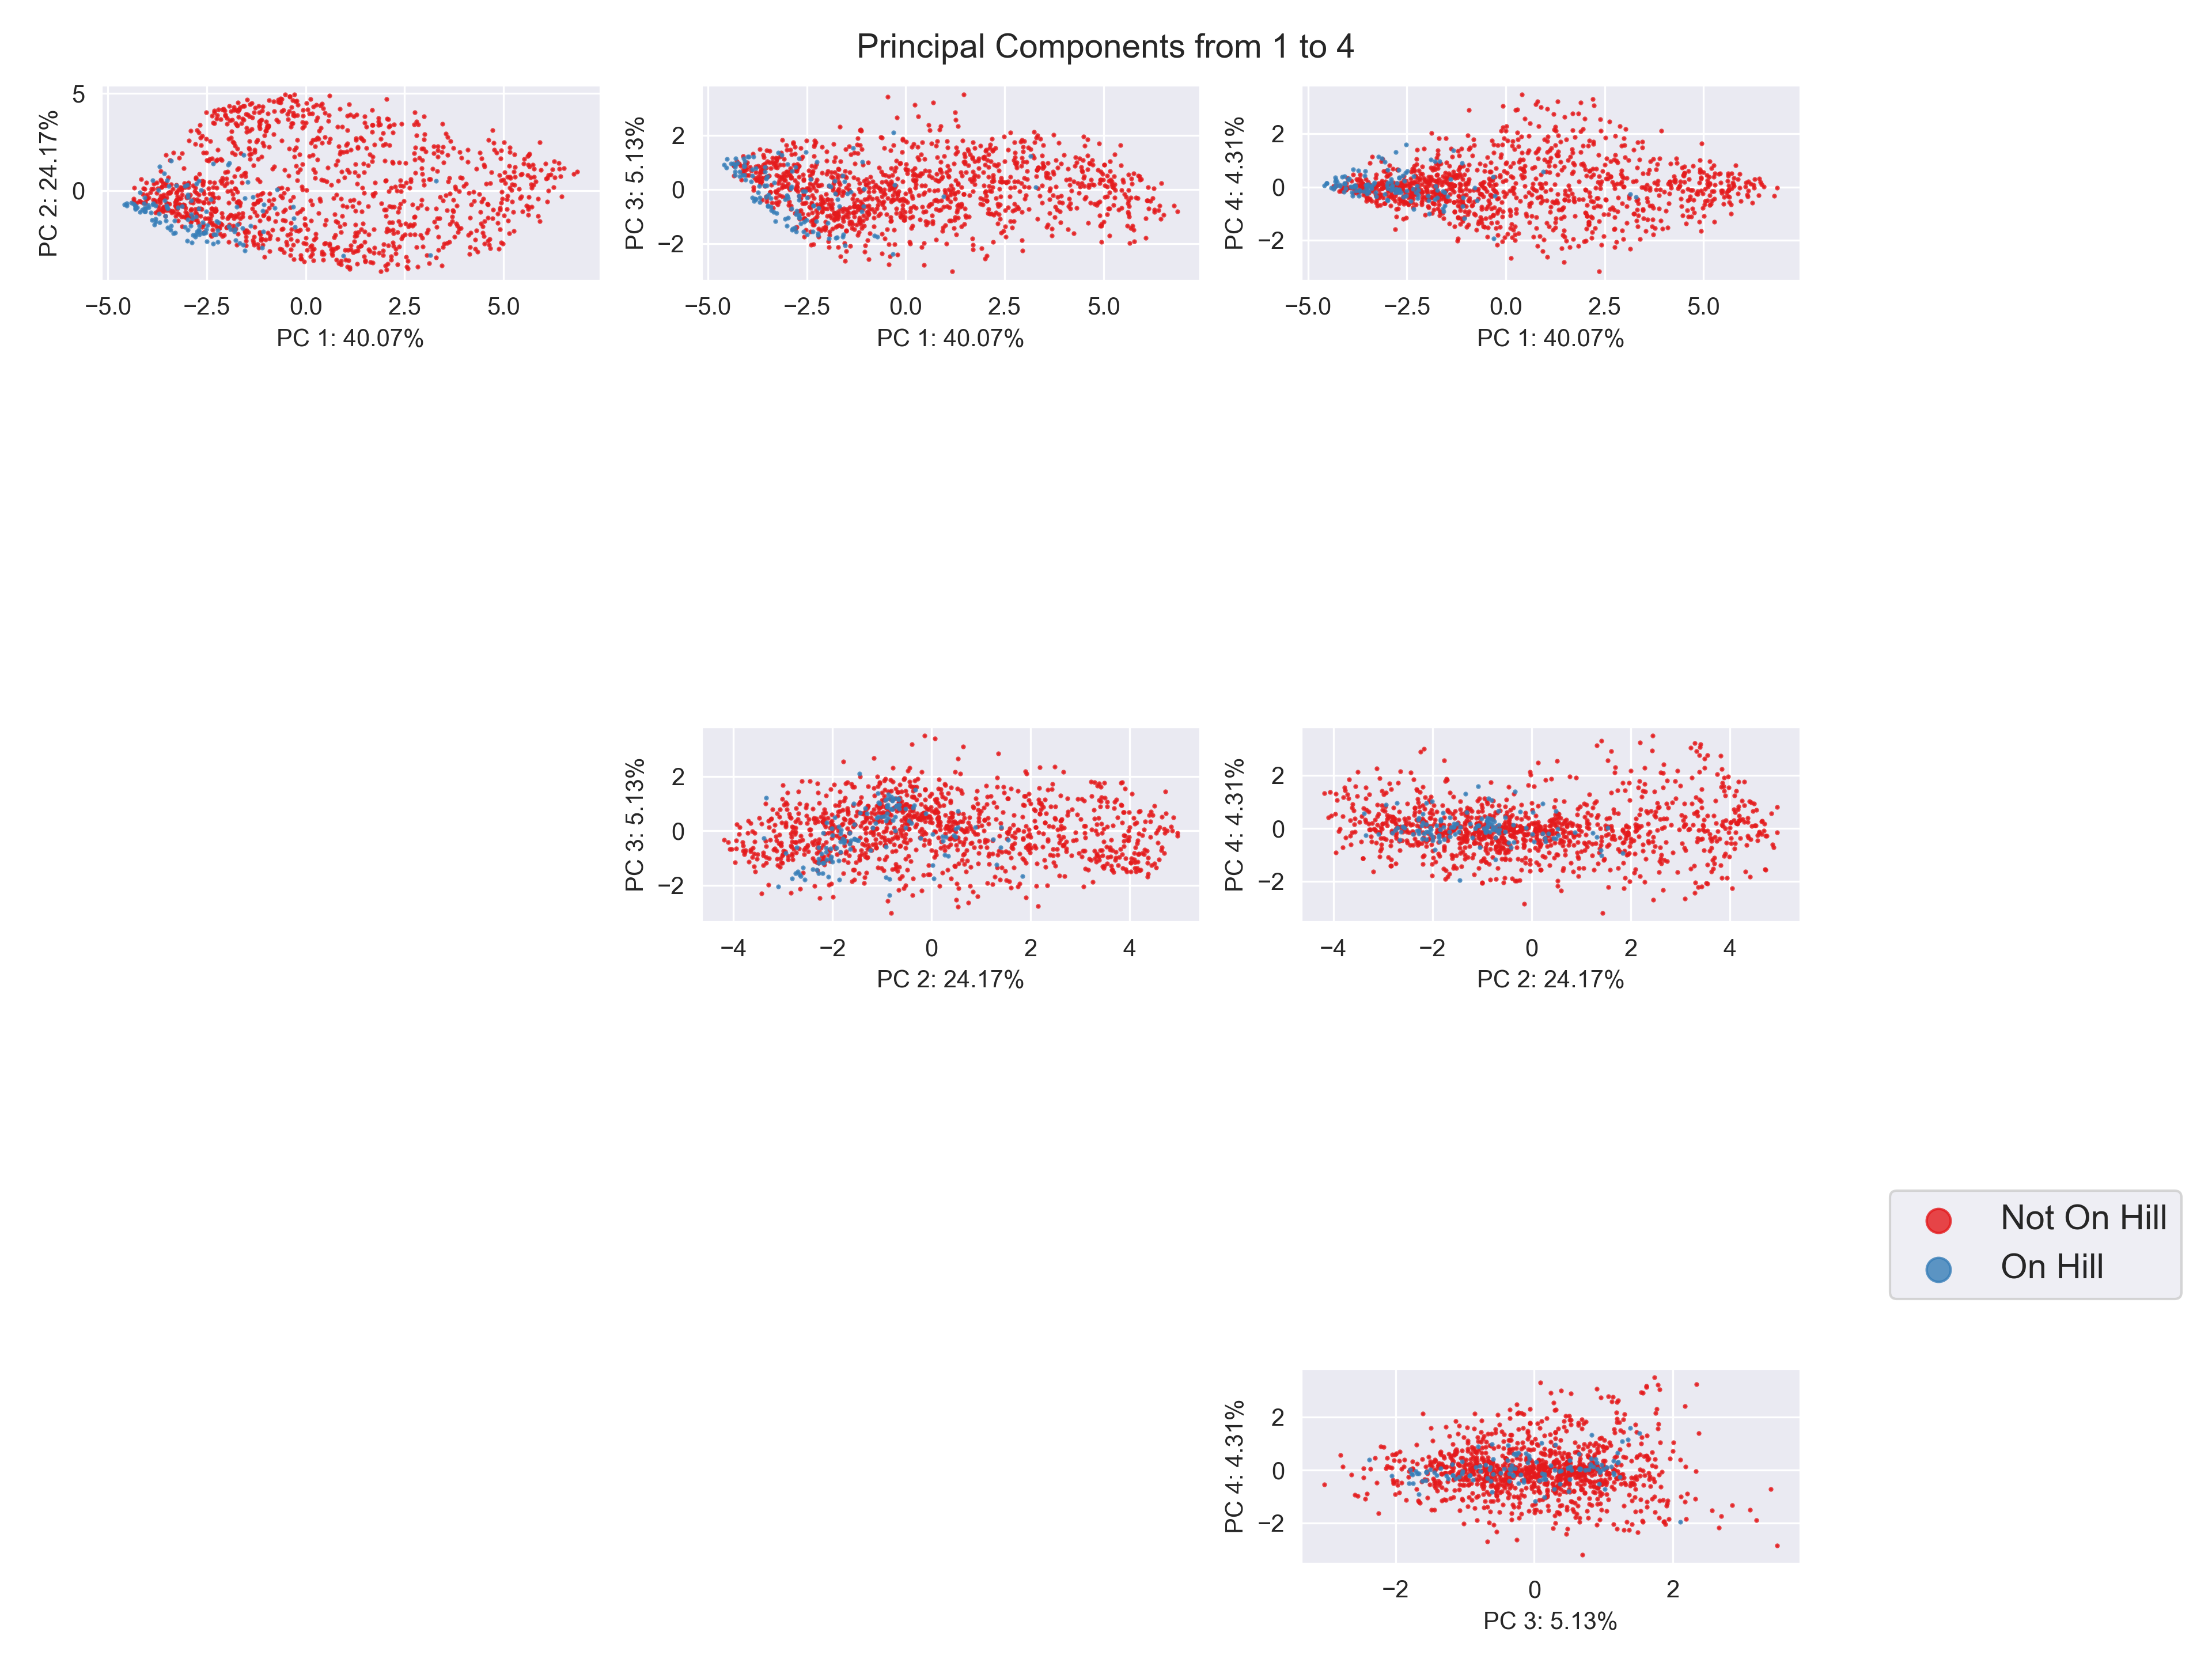 Principal Components from 1 to 4
PC 2: 24.17%
5
0
−5.0 −2.5 0.0 2.5 5.0
PC 1: 40.07%
PC 3: 5.13%
2
0
−2
−5.0 −2.5 0.0 2.5 5.0
PC 1: 40.07%
PC 4: 4.31%
2
0
−2
−5.0 −2.5 0.0 2.5 5.0
PC 1: 40.07%
PC 3: 5.13%
2
0
−2
−4 −2 0 2 4
PC 2: 24.17%
PC 4: 4.31%
2
0
−2
−4 −2 0 2 4
PC 2: 24.17%
Not On Hill
On Hill
PC 4: 4.31%
2
0
−2
−2 0 2
PC 3: 5.13%